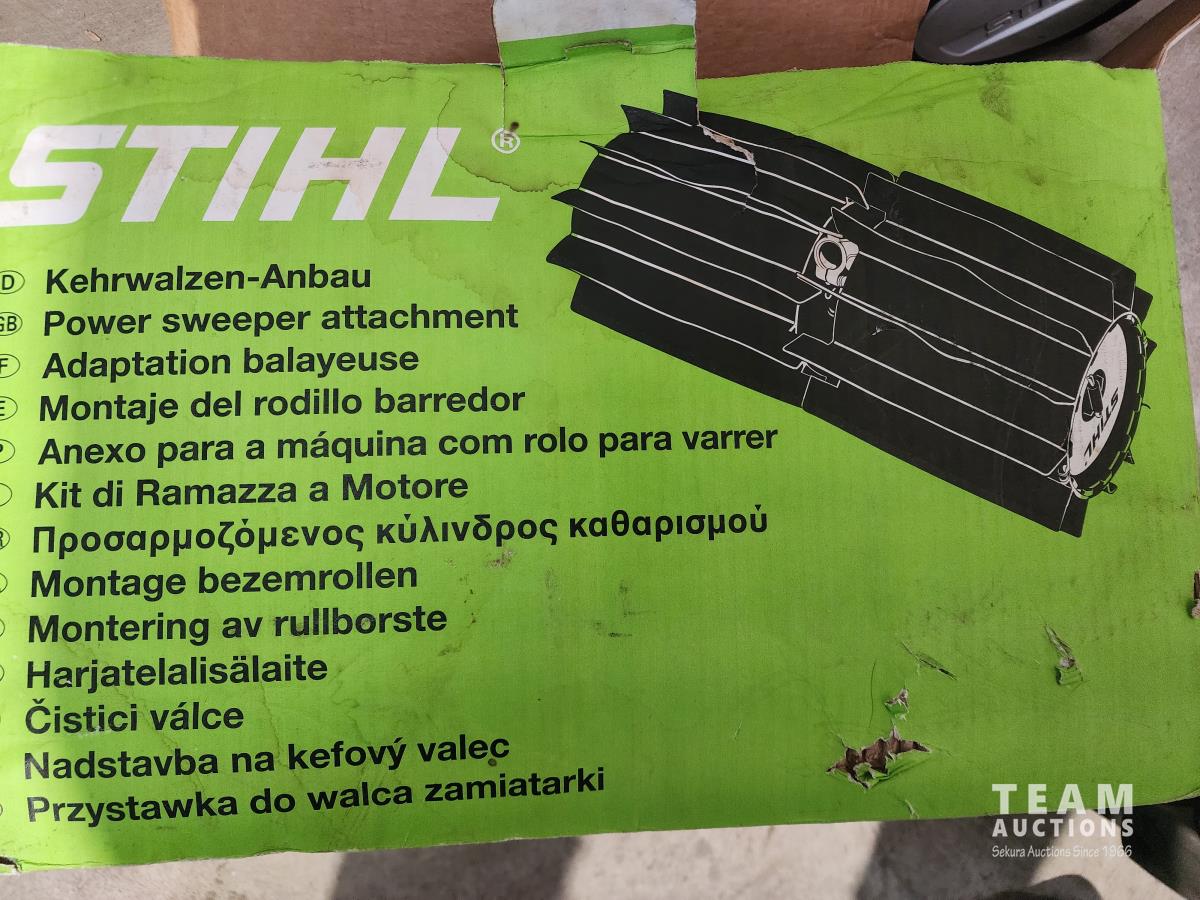 STIHL®
D Kehrwalzen-Anbau
GB Power sweeper attachment
F Adaptation balayeuse
E Montaje del rodillo barredor
P Anexo para a máquina com rolo para varrer
Kit di Ramazza a Motore
R Προσαρμοζόμενος κύλινδρος καθαρισμού
Montage bezemrollen
Montering av rullborste
Harjatelalisälaite
Čistici válce
Nadstavba na kefový valec
Przystawka do walca zamiatarki
STIHL
TEAM
AUCTIONS
Sekura Auctions Since 1966